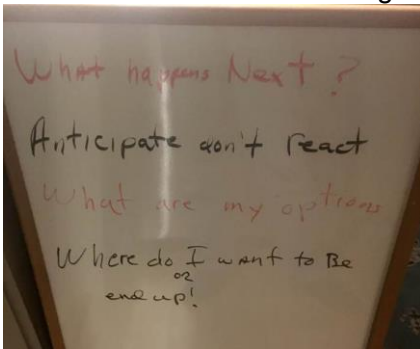 What happens Next?
Anticipate don't react
What are my options
Where do I want to Be
or
end up!